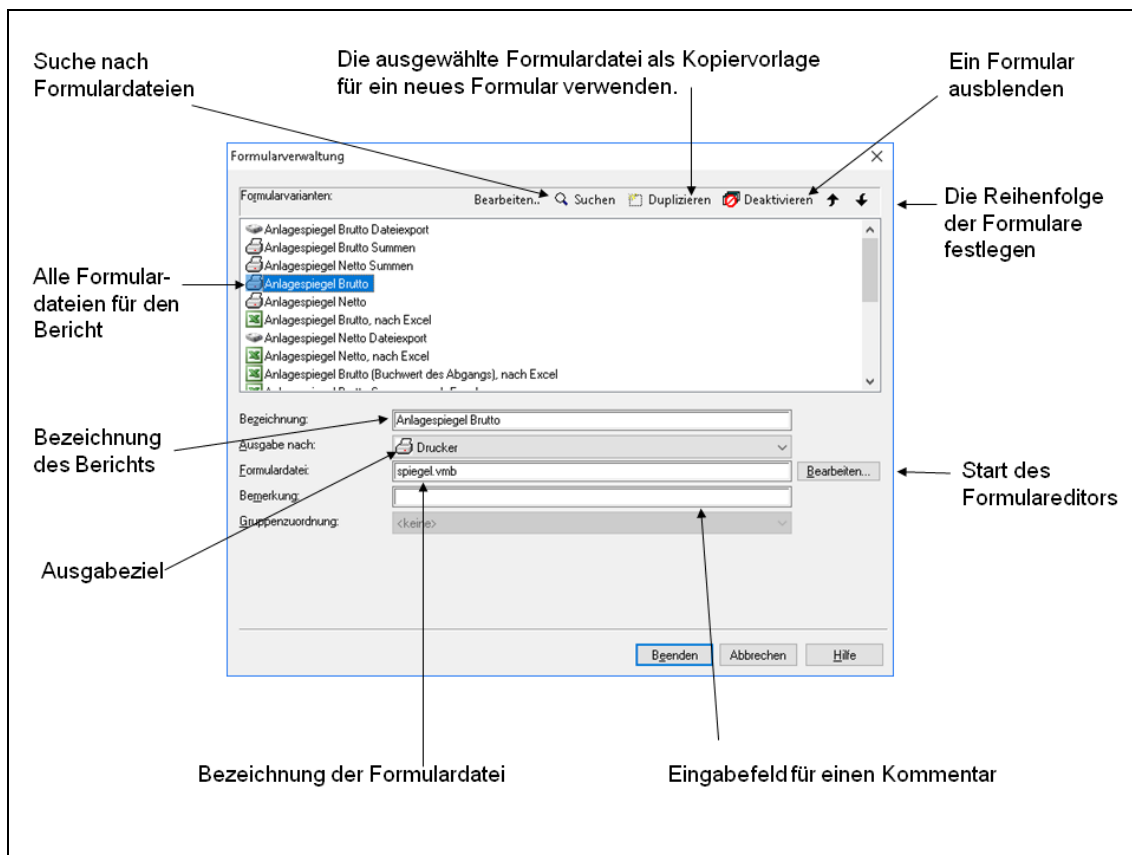 Suche nach
Formulardateien
Die ausgewählte Formulardatei als Kopiervorlage
für ein neues Formular verwenden.
Ein Formular
ausblenden
Formularverwaltung
Formularvarianten:
Bearbeiten.. Suchen Duplizieren Deaktivieren
Die Reihenfolge
der Formulare
festlegen
Anlagespiegel Brutto Dateiexport
Anlagespiegel Brutto Summen
Anlagespiegel Netto Summen
Anlagespiegel Brutto
Anlagespiegel Netto
Anlagespiegel Brutto, nach Excel
Anlagespiegel Netto Dateiexport
Anlagespiegel Netto, nach Excel
Anlagespiegel Brutto (Buchwert des Abgangs), nach Excel
Alle Formular-
dateien für den
Bericht
Bezeichnung: Anlagespiegel Brutto
Ausgabe nach: Drucker
Formulardatei: spiegel.vmb Bearbeiten...
Bemerkung:
Gruppenzuordnung: <keine>
Bezeichnung
des Berichts
Start des
Formulareditors
Ausgabeziel
Beenden Abbrechen Hilfe
Bezeichnung der Formulardatei
Eingabefeld für einen Kommentar